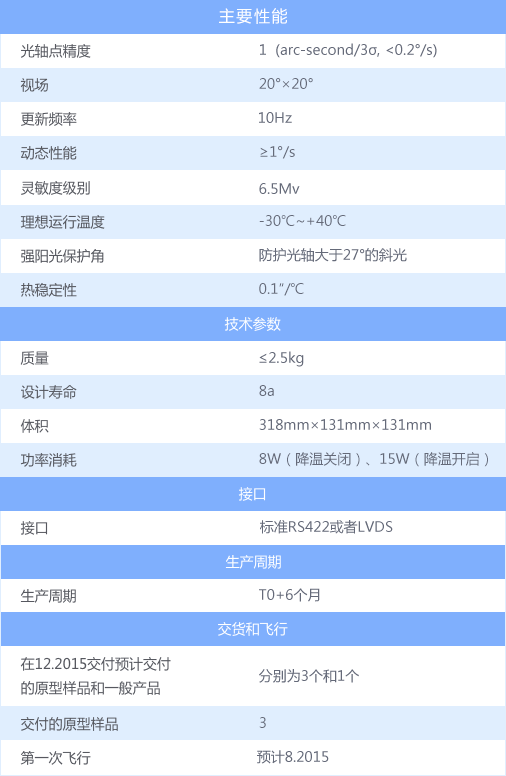 主要性能
光轴点精度 1 (arc-second/3σ, <0.2°/s)
视场 20°×20°
更新频率 10Hz
动态性能 ≥1°/s
灵敏度级别 6.5Mv
理想运行温度 -30℃~+40℃
强阳光保护角 防护光轴大于27°的斜光
热稳定性 0.1″/℃
技术参数
质量 ≤2.5kg
设计寿命 8a
体积 318mm×131mm×131mm
功率消耗 8W（降温关闭）、15W（降温开启）
接口
接口 标准RS422或者LVDS
生产周期
生产周期 T0+6个月
交货和飞行
在12.2015交付预计交付
的原型样品和一般产品 分别为3个和1个
交付的原型样品 3
第一次飞行 预计8.2015